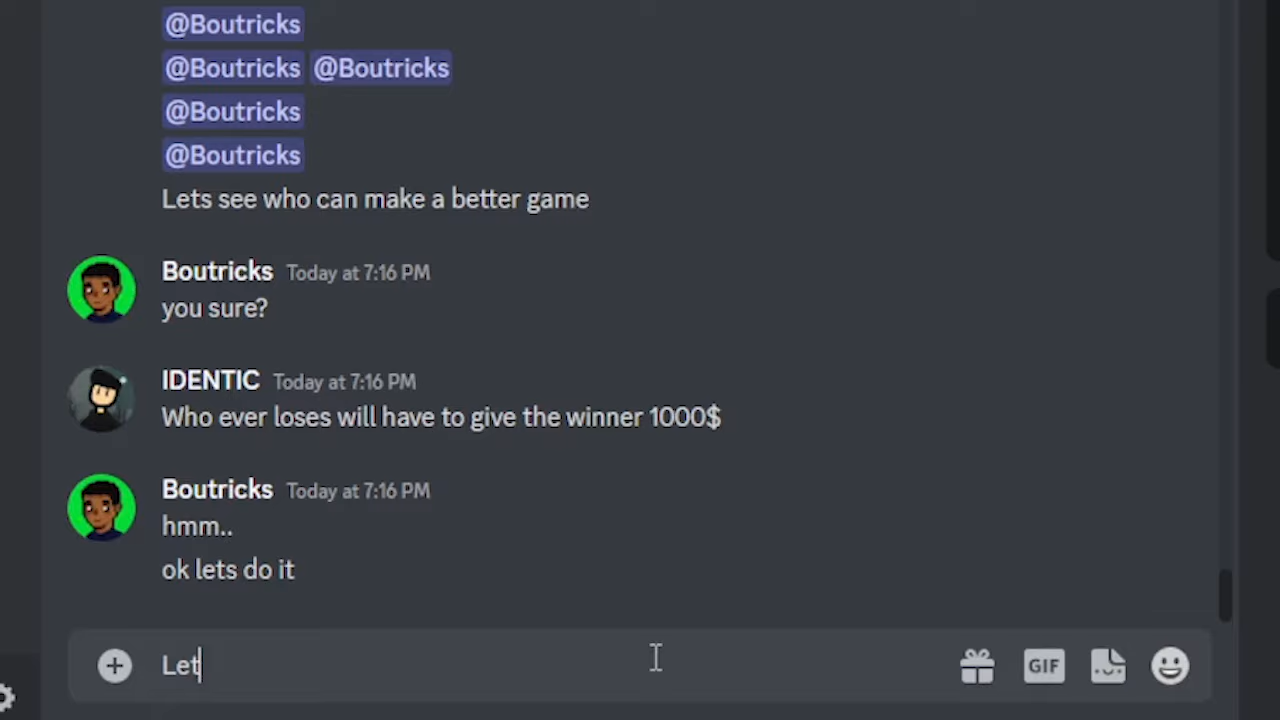 @Boutricks
@Boutricks @Boutricks
@Boutricks
@Boutricks
Lets see who can make a better game
Boutricks Today at 7:16 PM
you sure?
IDENTIC Today at 7:16 PM
Who ever loses will have to give the winner 1000$
Boutricks Today at 7:16 PM
hmm..
ok lets do it
Let
GIF